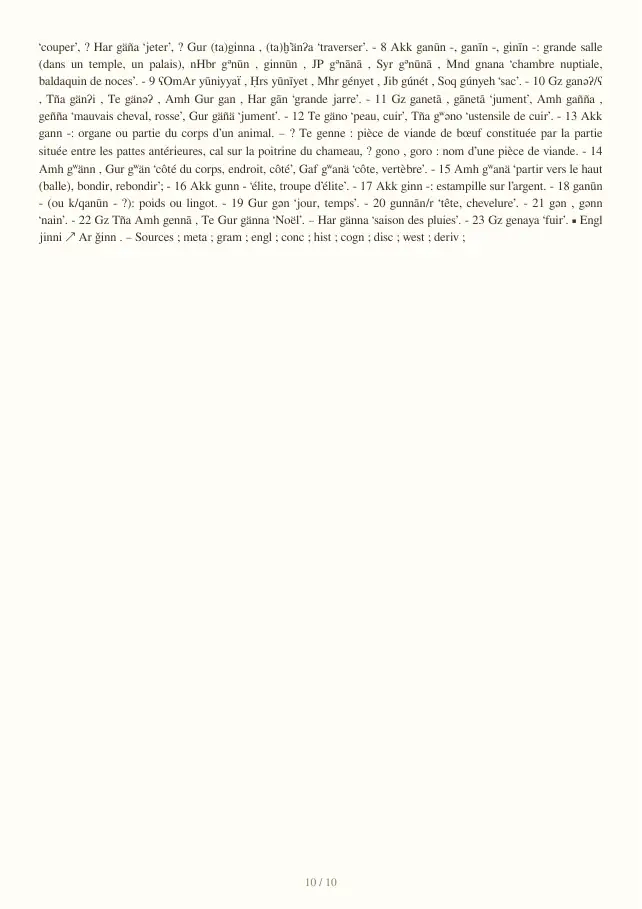 ‘couper’, ? Har gäña ‘jeter’, ? Gur (ta)ginna , (ta)ḫʹänʔa ‘traverser’. - 8 Akk ganūn -, ganīn -, ginīn -: grande salle
(dans un temple, un palais), nHbr gᵊnūn , ginnūn , JP gᵊnānā , Syr gᵊnūnā , Mnd gnana ‘chambre nuptiale,
baldaquin de noces’. - 9 ʕOmAr yūniyyaẗ , Ḥrs yūnīyet , Mhr gényet , Jib gúnét , Soq gúnyeh ‘sac’. - 10 Gz ganəʔ/ʕ
, Tña gänʔi , Te gänəʔ , Amh Gur gan , Har gān ‘grande jarre’. - 11 Gz ganetā , gānetā ‘jument’, Amh gañña ,
geñña ‘mauvais cheval, rosse’, Gur gäñä ‘jument’. - 12 Te gäno ‘peau, cuir’, Tña gʷəno ‘ustensile de cuir’. - 13 Akk
gann -: organe ou partie du corps d’un animal. – ? Te genne : pièce de viande de bœuf constituée par la partie
située entre les pattes antérieures, cal sur la poitrine du chameau, ? gono , goro : nom d’une pièce de viande. - 14
Amh gʷänn , Gur gʷän ‘côté du corps, endroit, côté’, Gaf gʷanä ‘côte, vertèbre’. - 15 Amh gʷanä ‘partir vers le haut
(balle), bondir, rebondir’; - 16 Akk gunn - ‘élite, troupe d’élite’. - 17 Akk ginn -: estampille sur l’argent. - 18 ganūn
- (ou k/qanūn - ?): poids ou lingot. - 19 Gur gən ‘jour, temps’. - 20 gunnān/r ‘tête, chevelure’. - 21 gən , gənn
‘nain’. - 22 Gz Tña Amh gennā , Te Gur gänna ‘Noël’. – Har gänna ‘saison des pluies’. - 23 Gz genaya ‘fuir’. ▪ Engl
jinni ↗ Ar ǧinn . – Sources ; meta ; gram ; engl ; conc ; hist ; cogn ; disc ; west ; deriv ;
10 / 10